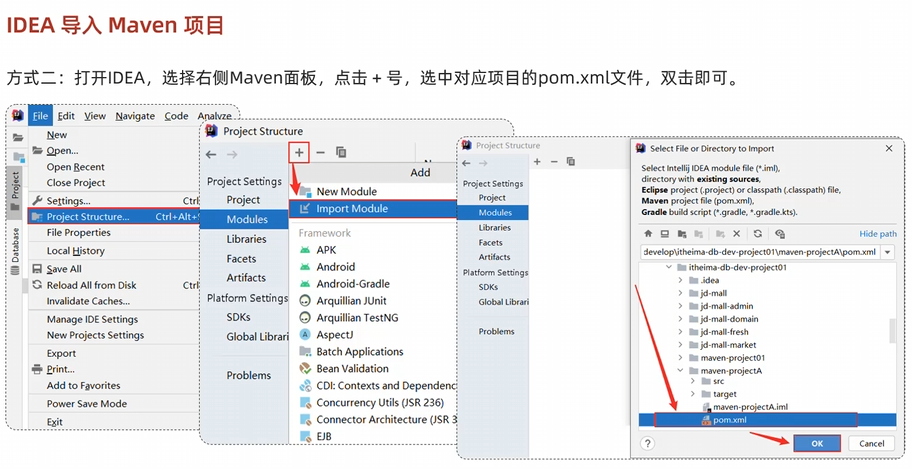 IDEA 导入 Maven 项目
方式二：打开IDEA，选择右侧Maven面板，点击 + 号，选中对应项目的pom.xml文件，双击即可。
File Edit View Navigate Code Analyze
New
Open...
Open Recent
Close Project
Settings... Ctrl
Project Structure... Ctrl+Alt+S
File Properties
Local History
Save All
Reload All from Disk Ctrl
Invalidate Caches...
Manage IDE Settings
New Projects Settings
Export
Print...
Add to Favorites
Power Save Mode
Exit
Project
Database
Project Structure
Project Settings
Project
Modules
Libraries
Facets
Artifacts
Platform Settings
SDKs
Global Librari
Problems
Add
New Module
Import Module
Framework
APK
Android
Android-Gradle
Arquillian JUnit
Arquillian TestNG
AspectJ
Batch Applications
Bean Validation
CDI: Contexts and Dependenc
Concurrency Utils (JSR 236)
Connector Architecture (JSR 3
EJB
Project Structure
Project Settings
Project
Modules
Libraries
Facets
Artifacts
Platform Settings
SDKs
Global Librari
Problems
Select File or Directory to Import
Select Intellij IDEA module file (*.iml),
directory with existing sources,
Eclipse project (.project) or classpath (.classpath) file,
Maven project file (pom.xml),
Gradle build script (*.gradle, *.gradle.kts).
Hide path
develop\itheima-db-dev-project01\maven-projectA\pom.xml
itheima-db-dev-project01
.idea
jd-mall
jd-mall-admin
jd-mall-domain
jd-mall-fresh
jd-mall-market
maven-project01
maven-projectA
src
target
maven-projectA.iml
pom.xml
? OK Cancel